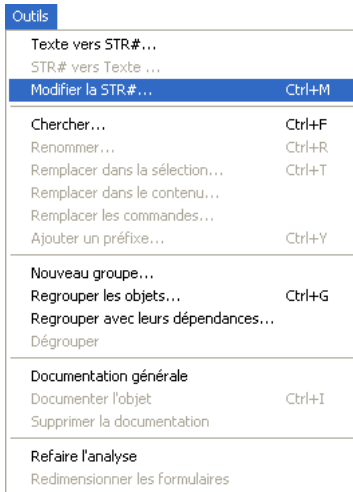 Outils
Texte vers STR#...
STR# vers Texte ...
Modifier la STR#... Ctrl+M
Chercher... Ctrl+F
Renommer... Ctrl+R
Remplacer dans la sélection... Ctrl+T
Remplacer dans le contenu...
Remplacer les commandes...
Ajouter un préfixe... Ctrl+Y
Nouveau groupe...
Regrouper les objets... Ctrl+G
Regrouper avec leurs dépendances...
Dégrouper
Documentation générale
Documenter l'objet Ctrl+I
Supprimer la documentation
Refaire l'analyse
Redimensionner les formulaires